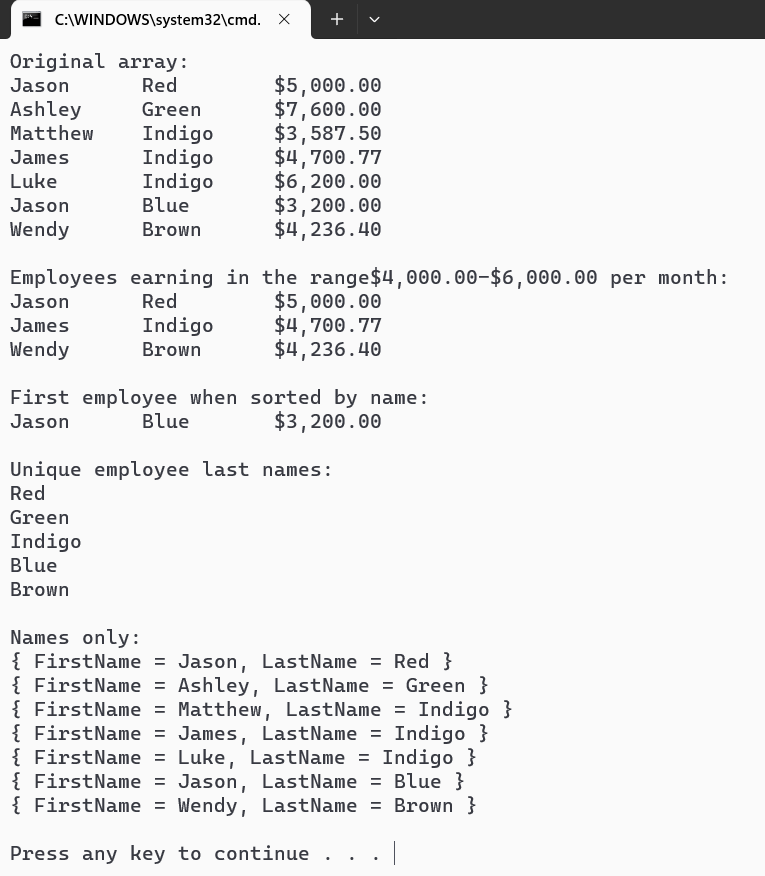 C:\WINDOWS\system32\cmd.
Original array:
Jason      Red        $5,000.00
Ashley     Green      $7,600.00
Matthew    Indigo     $3,587.50
James      Indigo     $4,700.77
Luke       Indigo     $6,200.00
Jason      Blue       $3,200.00
Wendy      Brown      $4,236.40
Employees earning in the range$4,000.00-$6,000.00 per month:
Jason      Red        $5,000.00
James      Indigo     $4,700.77
Wendy      Brown      $4,236.40
First employee when sorted by name:
Jason      Blue       $3,200.00
Unique employee last names:
Red
Green
Indigo
Blue
Brown
Names only:
{ FirstName = Jason, LastName = Red }
{ FirstName = Ashley, LastName = Green }
{ FirstName = Matthew, LastName = Indigo }
{ FirstName = James, LastName = Indigo }
{ FirstName = Luke, LastName = Indigo }
{ FirstName = Jason, LastName = Blue }
{ FirstName = Wendy, LastName = Brown }
Press any key to continue . . .